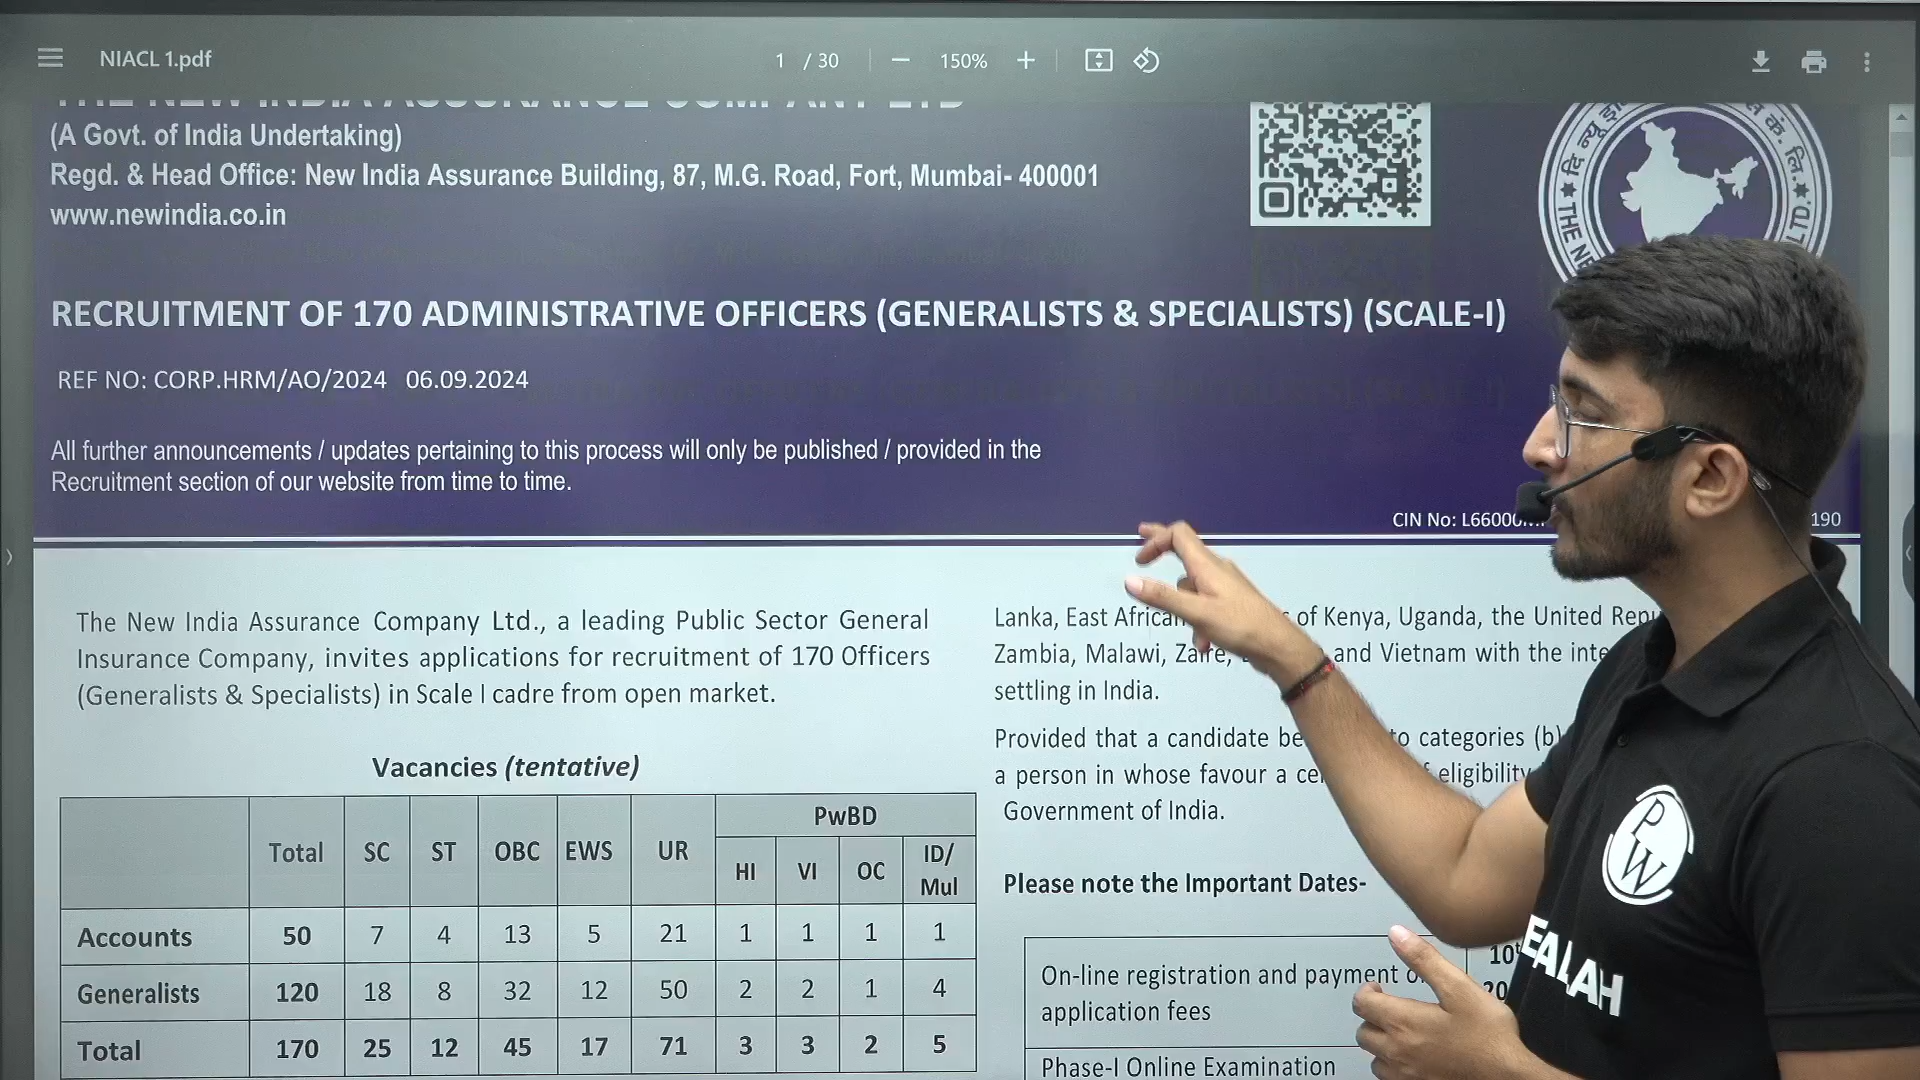 NIACL 1.pdf
1 / 30
150%
THE NEW INDIA ASSURANCE COMPANY LTD
(A Govt. of India Undertaking)
Regd. & Head Office: New India Assurance Building, 87, M.G. Road, Fort, Mumbai- 400001
www.newindia.co.in
RECRUITMENT OF 170 ADMINISTRATIVE OFFICERS (GENERALISTS & SPECIALISTS) (SCALE-I)
REF NO: CORP.HRM/AO/2024 06.09.2024
All further announcements / updates pertaining to this process will only be published / provided in the
Recruitment section of our website from time to time.
CIN No: L66000 190
The New India Assurance Company Ltd., a leading Public Sector General
Insurance Company, invites applications for recruitment of 170 Officers
(Generalists & Specialists) in Scale I cadre from open market.
Vacancies (tentative)
Total SC ST OBC EWS UR PwBD
HI VI OC ID/ Mul
Accounts 50 7 4 13 5 21 1 1 1 1
Generalists 120 18 8 32 12 50 2 2 1 4
Total 170 25 12 45 17 71 3 3 2 5
Lanka, East African of Kenya, Uganda, the United
Zambia, Malawi, Zaire, and Vietnam with the
settling in India.
Provided that a candidate to categories (b)
a person in whose favour a of eligibility
Government of India.
Please note the Important Dates-
On-line registration and payment
application fees
Phase-I Online Examination
दि न्यू
कं. लि.
THE LTD.
PW